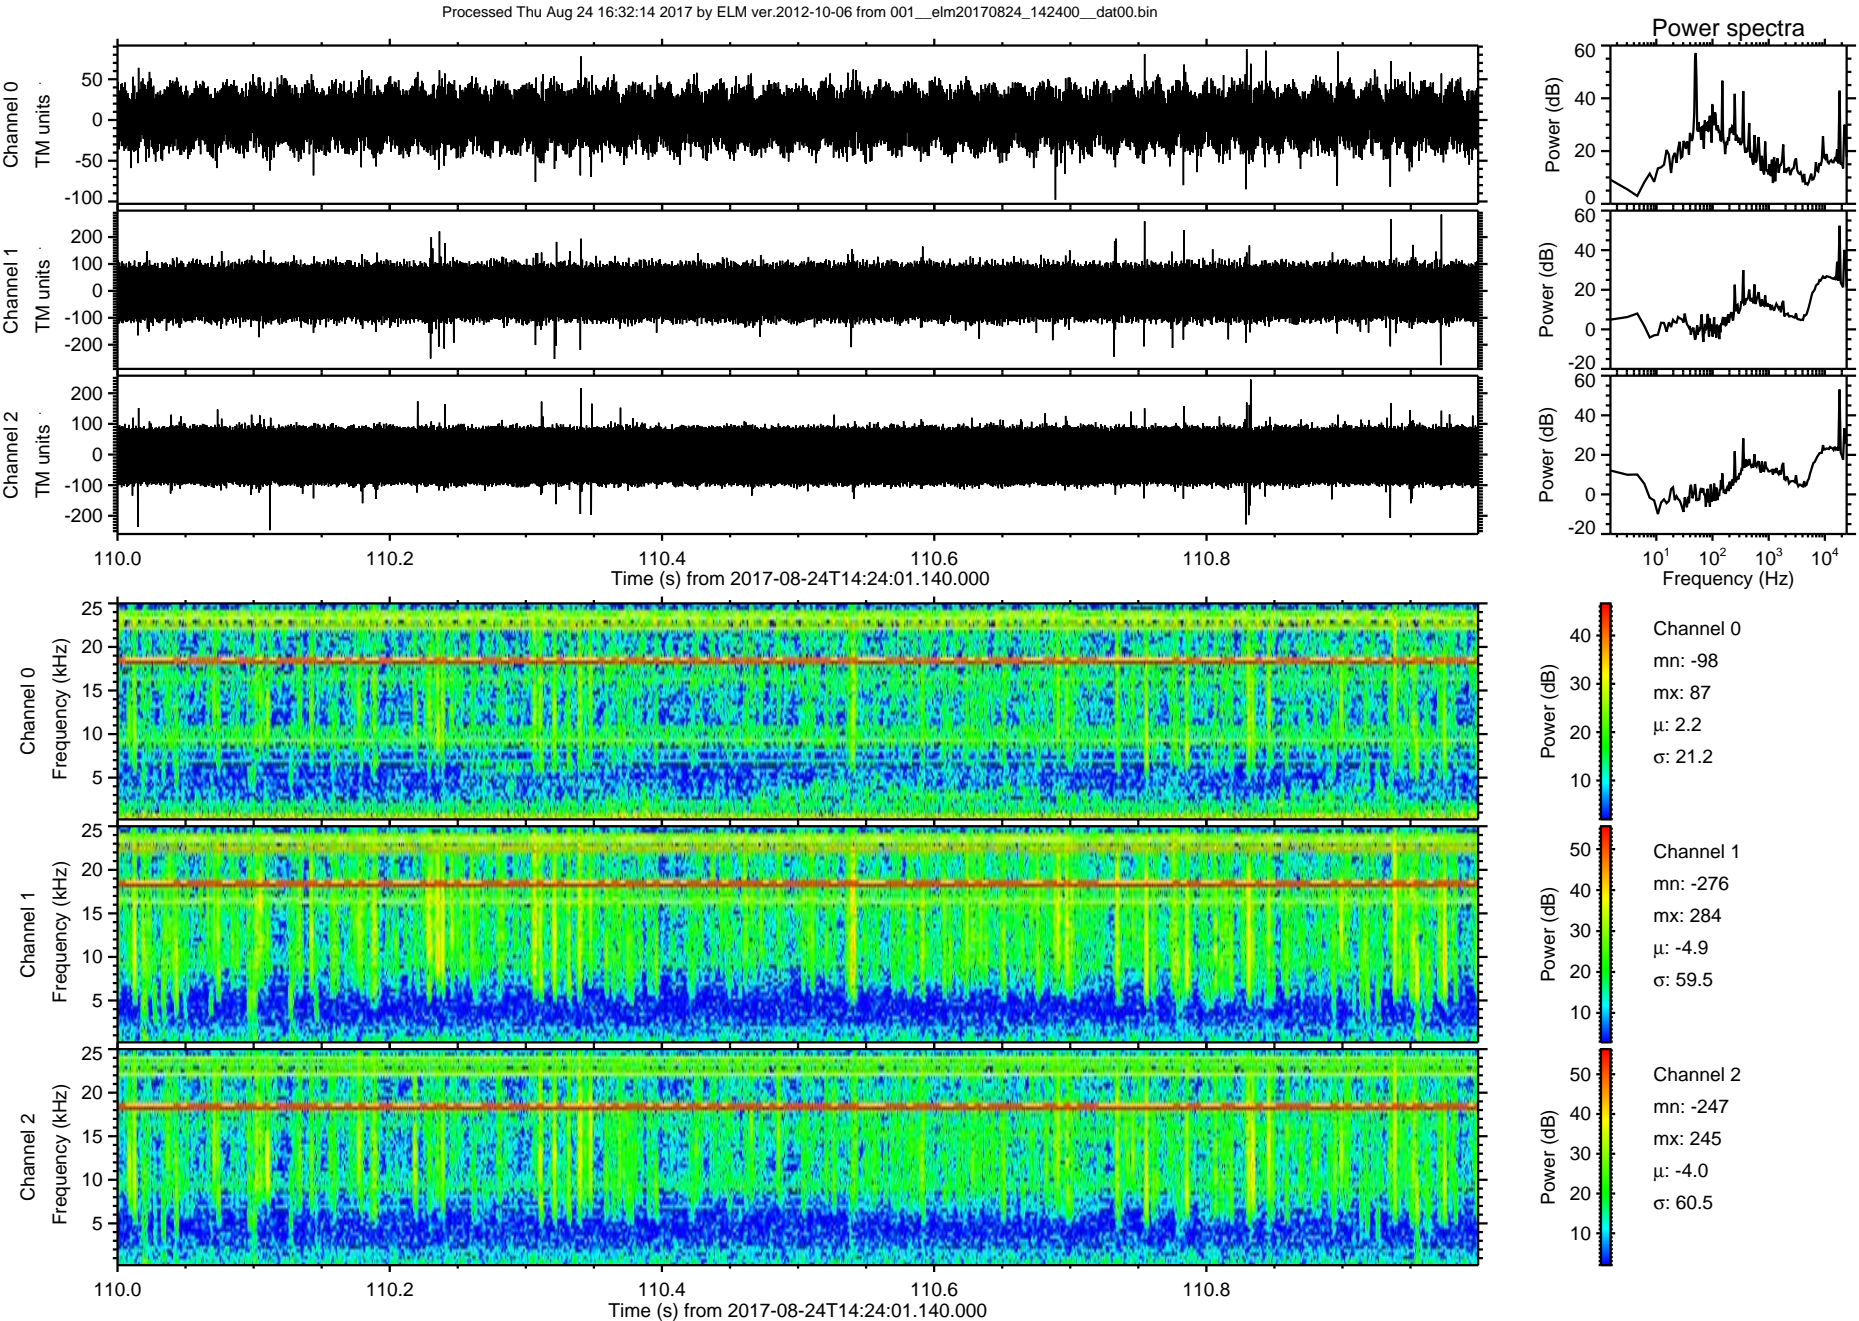 Processed Thu Aug 24 16:32:14 2017 by ELM ver.2012-10-06 from 001__elm20170824_142400__dat00.bin
Power spectra
Channel 0
TM units
50
0
-50
-100
Power (dB)
60
40
20
0
Channel 1
TM units
200
100
0
-100
-200
Power (dB)
60
40
20
0
-20
Channel 2
TM units
200
100
0
-100
-200
Power (dB)
60
40
20
0
-20
110.0 110.2 110.4 110.6 110.8
Time (s) from 2017-08-24T14:24:01.140.000
10^1 10^2 10^3 10^4
Frequency (Hz)
Channel 0
Frequency (kHz)
25
20
15
10
5
Power (dB)
40
30
20
10
Channel 0
mn: -98
mx: 87
μ: 2.2
σ: 21.2
Channel 1
Frequency (kHz)
25
20
15
10
5
Power (dB)
50
40
30
20
10
Channel 1
mn: -276
mx: 284
μ: -4.9
σ: 59.5
Channel 2
Frequency (kHz)
25
20
15
10
5
Power (dB)
50
40
30
20
10
Channel 2
mn: -247
mx: 245
μ: -4.0
σ: 60.5
110.0 110.2 110.4 110.6 110.8
Time (s) from 2017-08-24T14:24:01.140.000